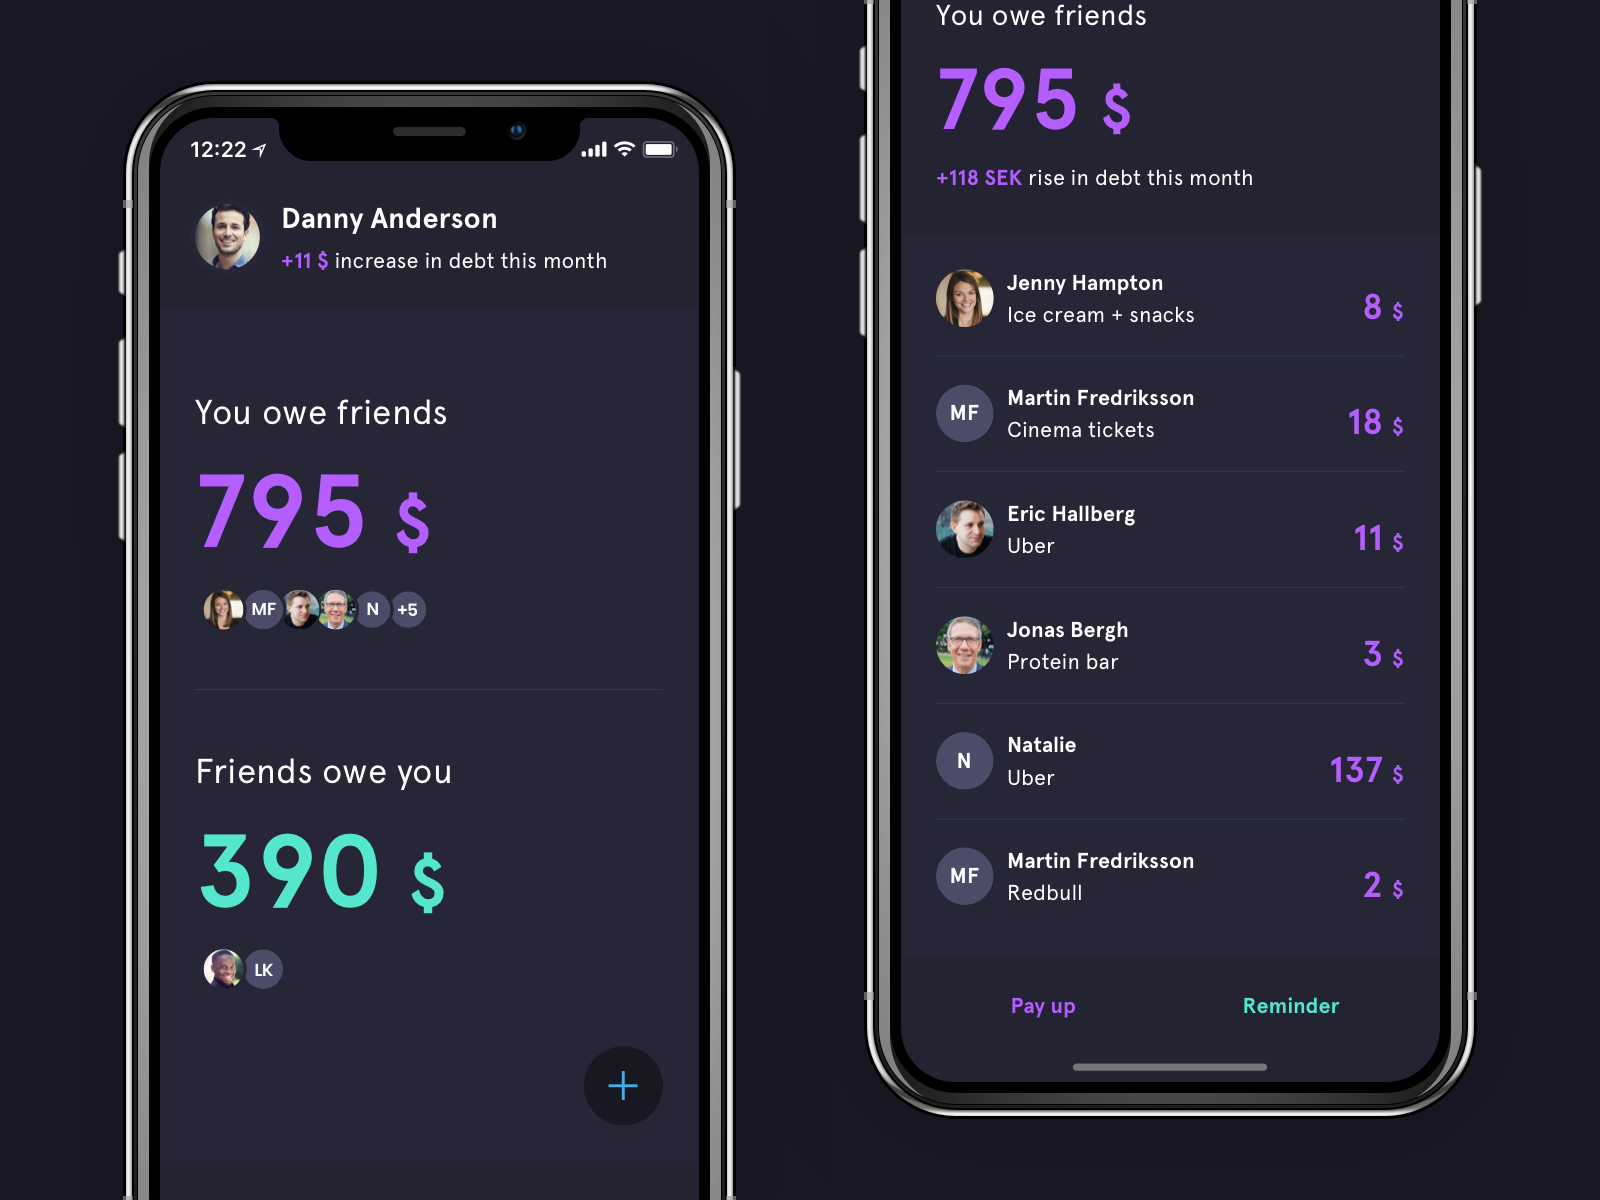 12:22
Danny Anderson
+11 $ increase in debt this month
You owe friends
795 $
MF N +5
Friends owe you
390 $
LK
You owe friends
795 $
+118 SEK rise in debt this month
Jenny Hampton
Ice cream + snacks
8 $
MF
Martin Fredriksson
Cinema tickets
18 $
Eric Hallberg
Uber
11 $
Jonas Bergh
Protein bar
3 $
N
Natalie
Uber
137 $
MF
Martin Fredriksson
Redbull
2 $
Pay up
Reminder